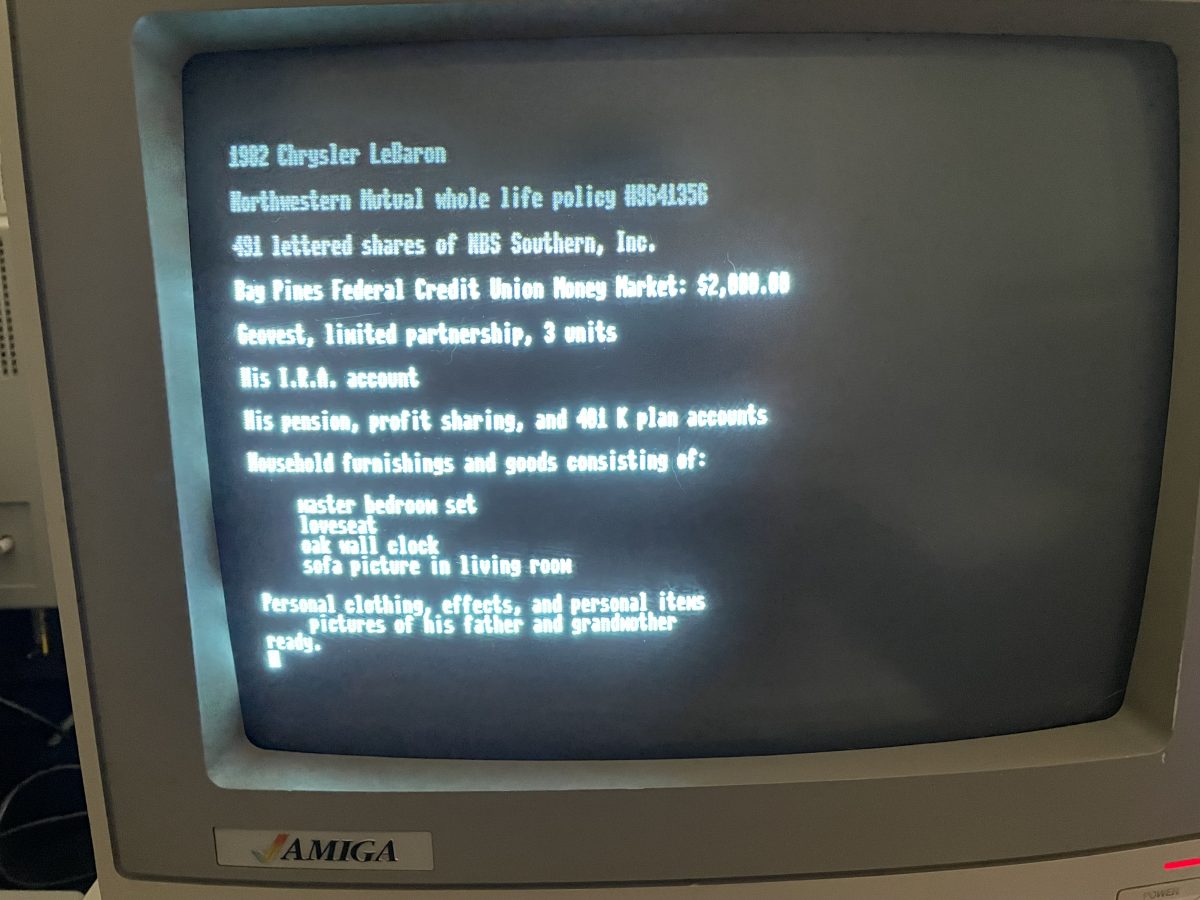 1982 Chrysler LeBaron
Northwestern Mutual whole life policy #9641356
491 lettered shares of NBS Southern, Inc.
Bay Pines Federal Credit Union Money Market: $2,000.00
Geovest, limited partnership, 3 units
His I.R.A. account
His pension, profit sharing, and 401 K plan accounts
Household furnishings and goods consisting of:
master bedroom set
loveseat
oak wall clock
sofa picture in living room
Personal clothing, effects, and personal items
pictures of his father and grandmother
ready.
AMIGA
POWER